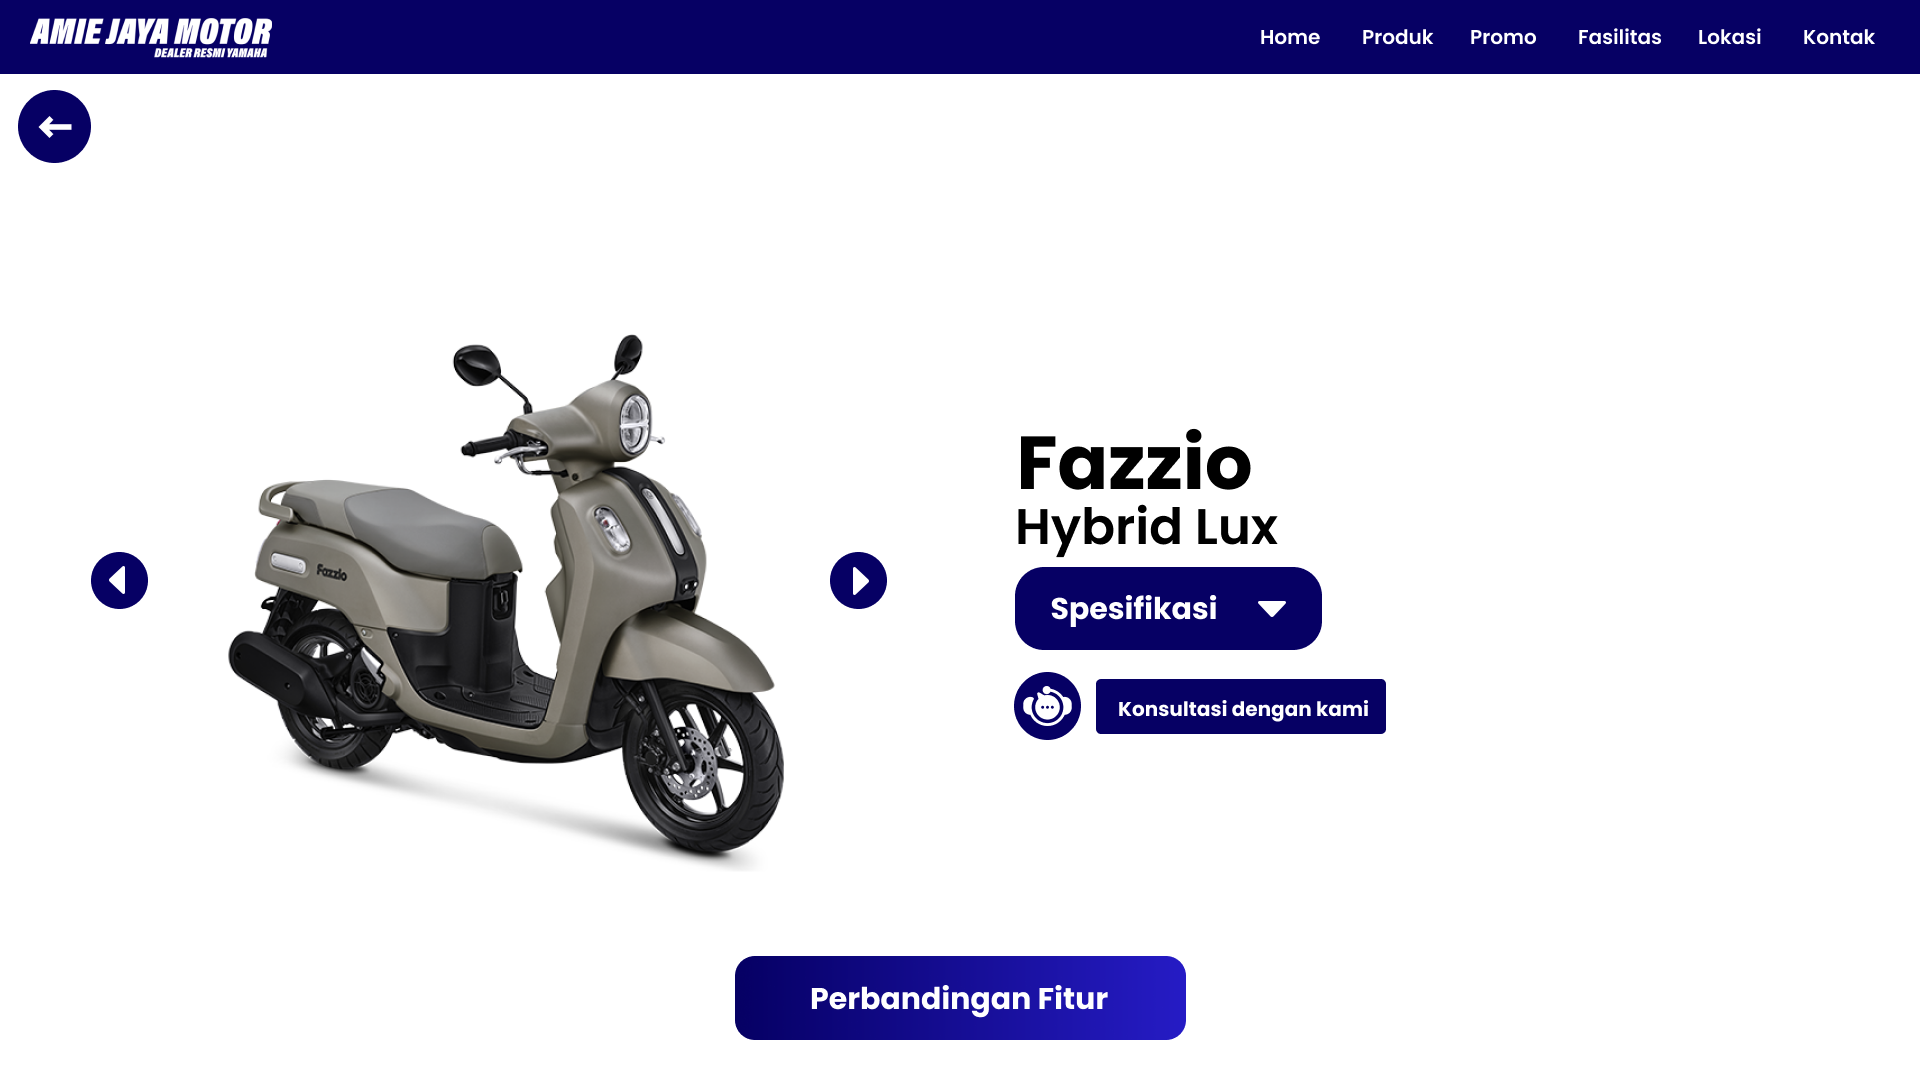 AMIE JAYA MOTOR
DEALER RESMI YAMAHA
Home Produk Promo Fasilitas Lokasi Kontak
Fazzio
Fazzio
Hybrid Lux
Spesifikasi
Konsultasi dengan kami
Perbandingan Fitur